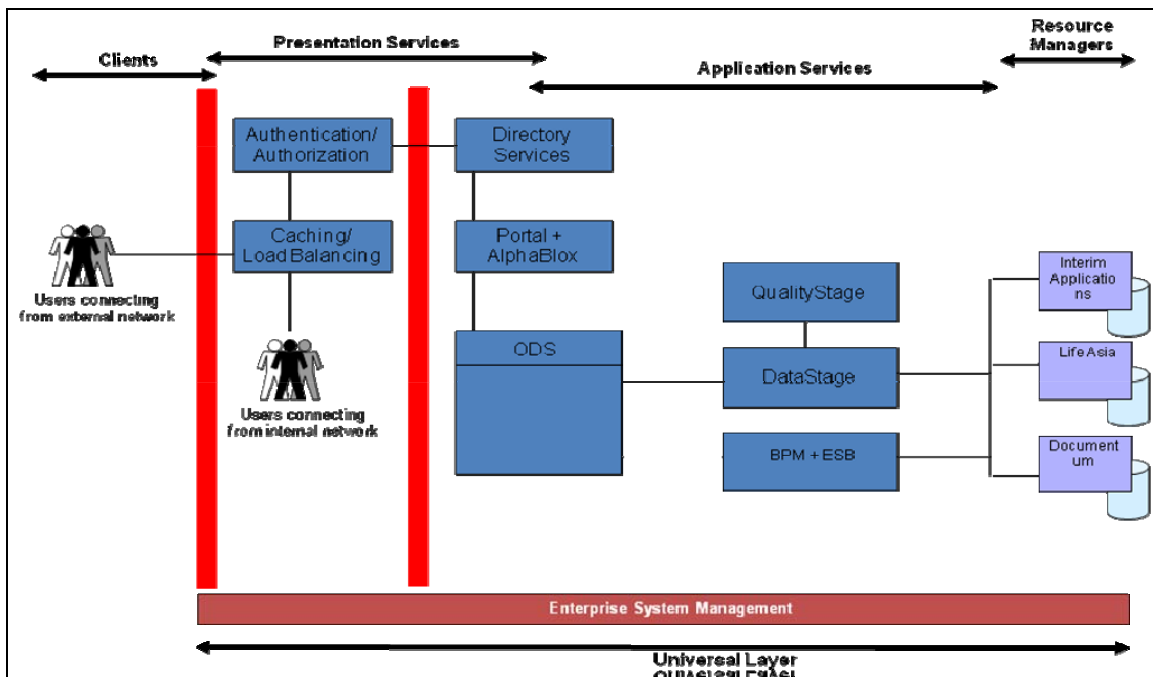 Presentation Services
Resource
Managers
Clients
Application Services
Authentication/
Authorization
Directory
Services
Caching/
Load Balancing
Portal +
AlphaBlox
Users connecting
from external network
Users connecting
from internal network
ODS
QualityStage
DataStage
BPM + ESB
Interim
Applicatio
ns
Life Asia
Document
um
Enterprise System Management
Universal Layer